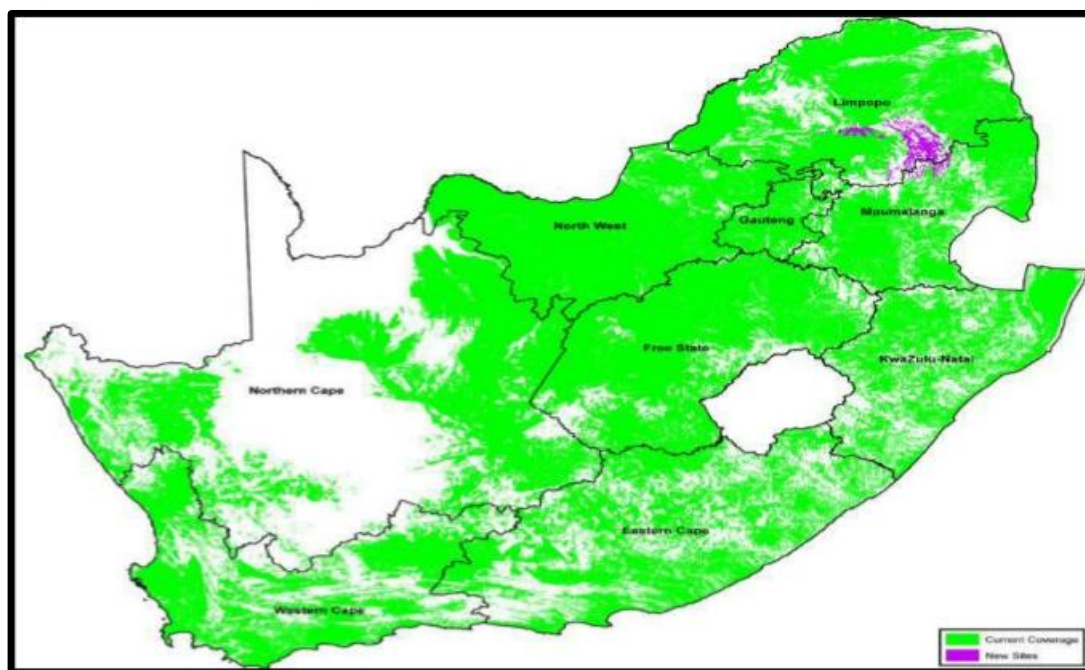 Limpopo
North West
Gauteng
Mpumalanga
Free State
KwaZulu-Natal
Northern Cape
Eastern Cape
Western Cape
Current Coverage
New Sites